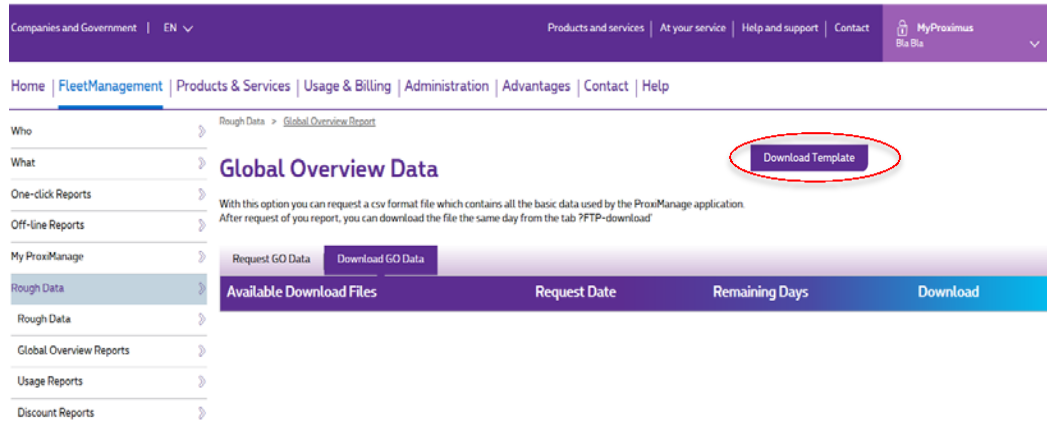 Companies and Government | EN
Products and services | At your service | Help and support | Contact
MyProximus
Bla Bla
Home | FleetManagement | Products & Services | Usage & Billing | Administration | Advantages | Contact | Help
Who
What
One-click Reports
Off-line Reports
My ProxiManage
Rough Data
Rough Data
Global Overview Reports
Usage Reports
Discount Reports
Rough Data > Global Overview Report
Global Overview Data
Download Template
With this option you can request a csv format file which contains all the basic data used by the ProxiManage application.
After request of you report, you can download the file the same day from the tab ?FTP-download'
Request GO Data
Download GO Data
Available Download Files Request Date Remaining Days Download